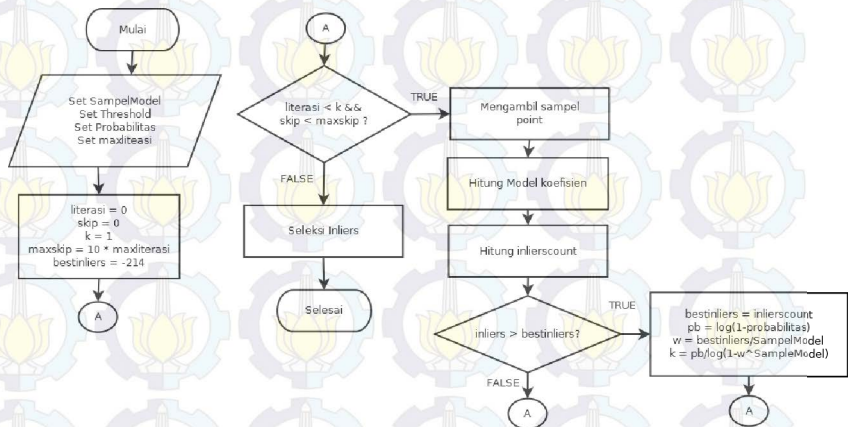 Mulai
Set SampelModel
Set Threshold
Set Probabilitas
Set maxliteasi
literasi = 0
skip = 0
k = 1
maxskip = 10 * maxliterasi
bestinliers = -214
A
A
literasi < k &&
skip < maxskip ?
TRUE
FALSE
Seleksi Inliers
Selesai
Mengambil sampel
point
Hitung Model koefisien
Hitung inlierscount
inliers > bestinliers?
TRUE
FALSE
A
bestinliers = inlierscount
pb = log(1-probabilitas)
w = bestinliers/SampelModel
k = pb/log(1-w^SampleModel)
A